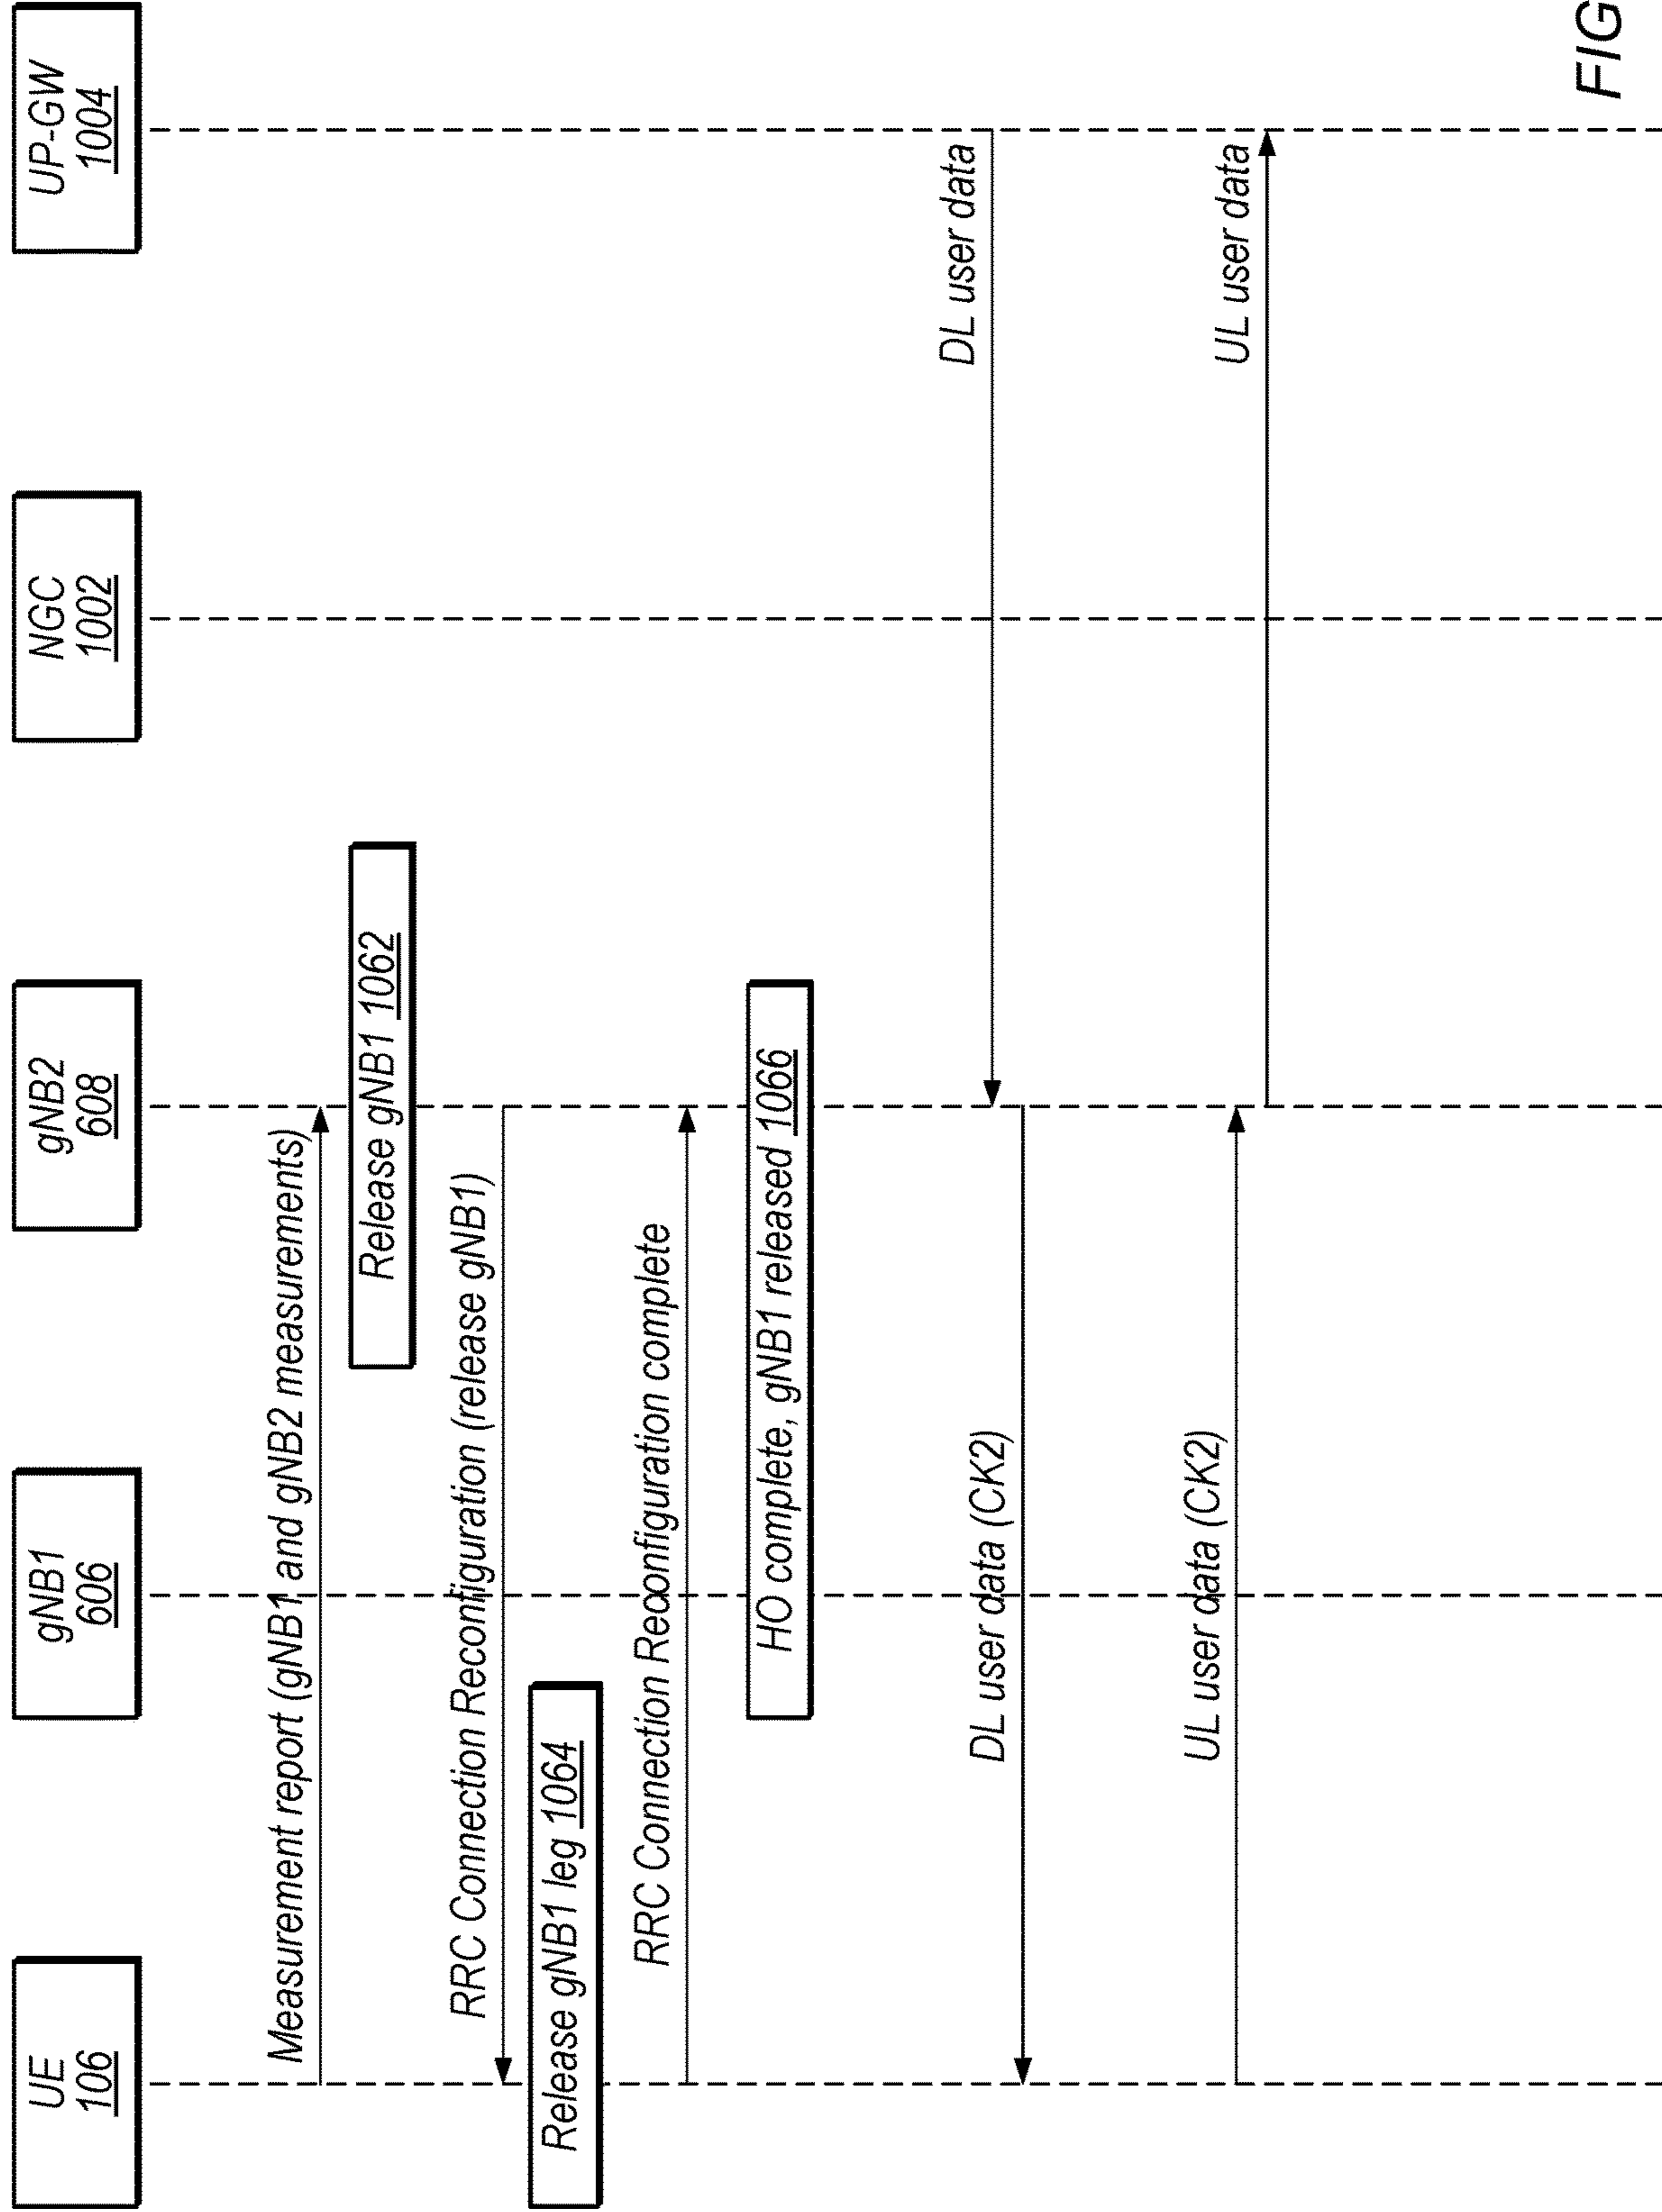 UE
106
gNB1
606
gNB2
608
NGC
1002
UP-GW
1004
Measurement report (gNB1 and gNB2 measurements)
Release gNB1 1062
RRC Connection Reconfiguration (release gNB1)
Release gNB1 leg 1064
RRC Connection Reconfiguration complete
HO complete, gNB1 released 1066
DL user data
DL user data (CK2)
UL user data (CK2)
UL user data
FIG